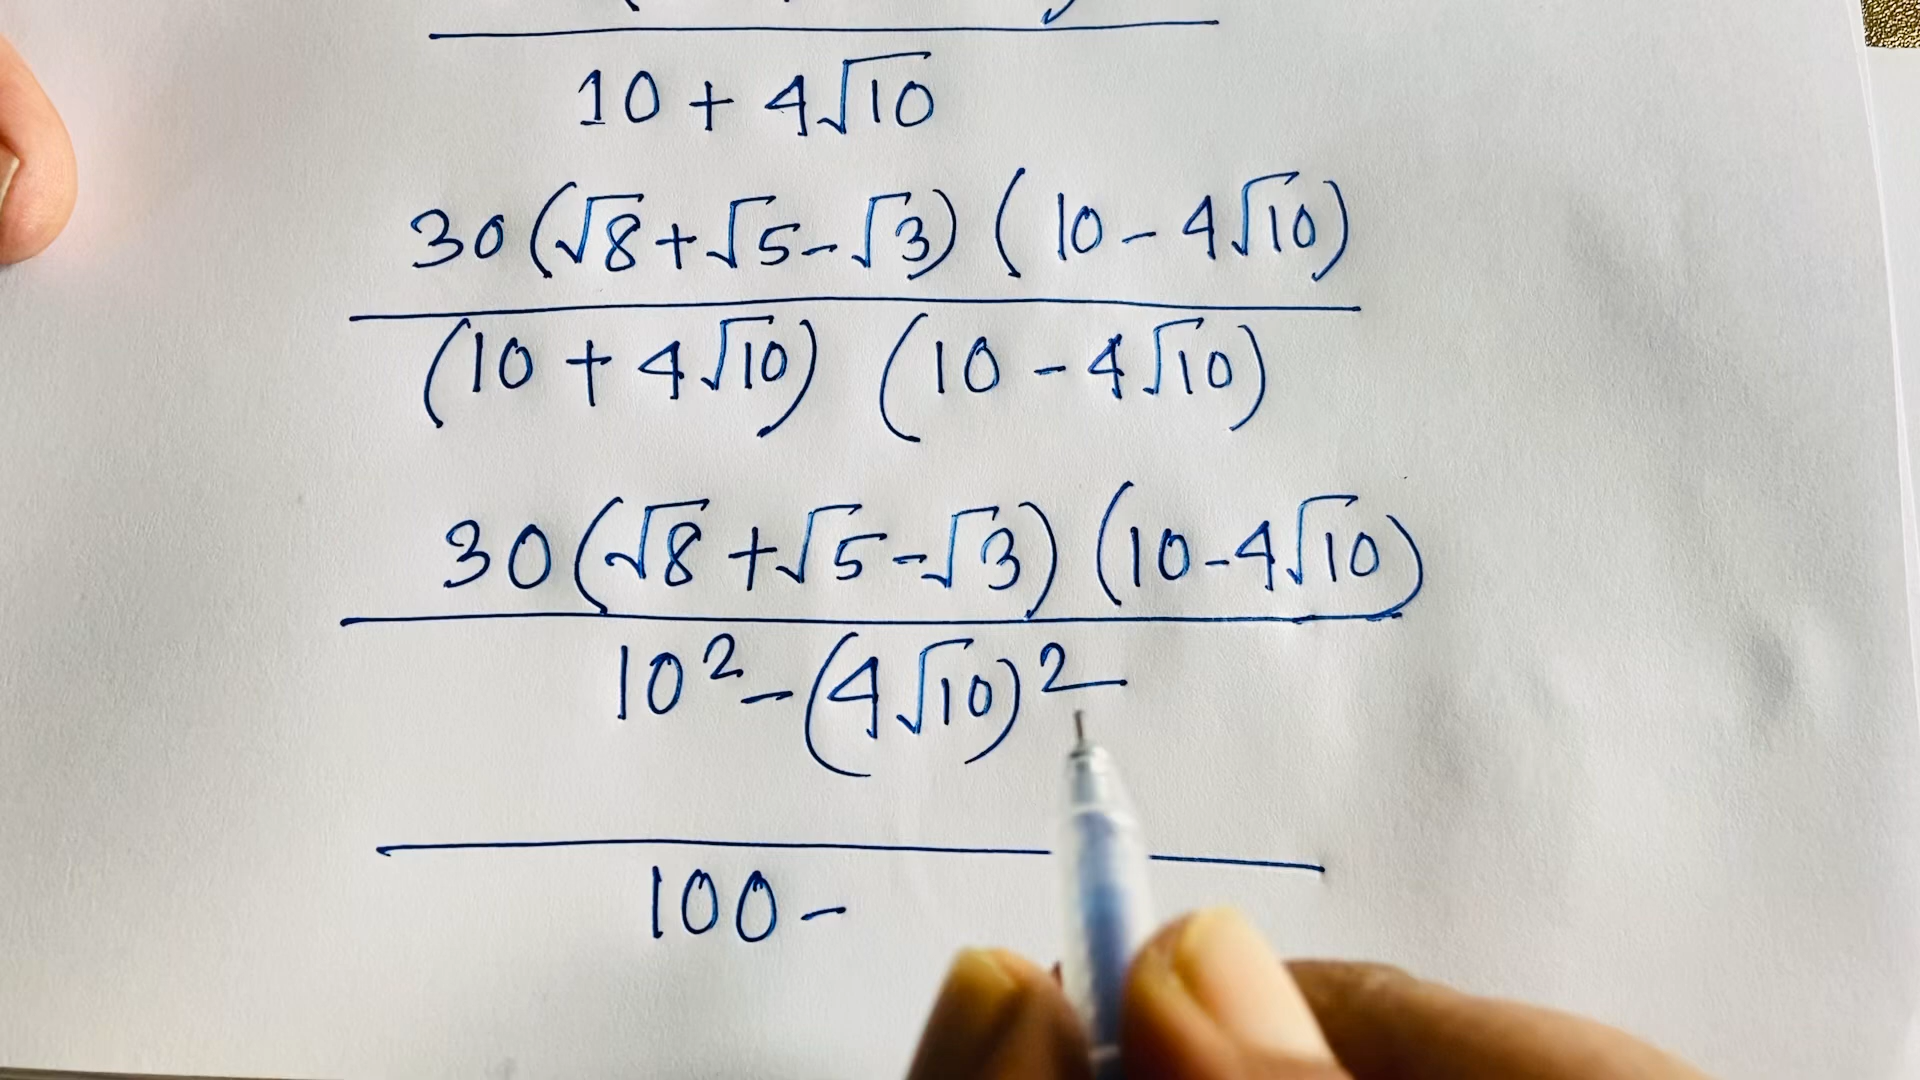 10 + 4√10
30(√8+√5-√3) (10-4√10)
(10 + 4√10) (10 - 4√10)
30(√8+√5-√3) (10-4√10)
10² - (4√10)²
100 -